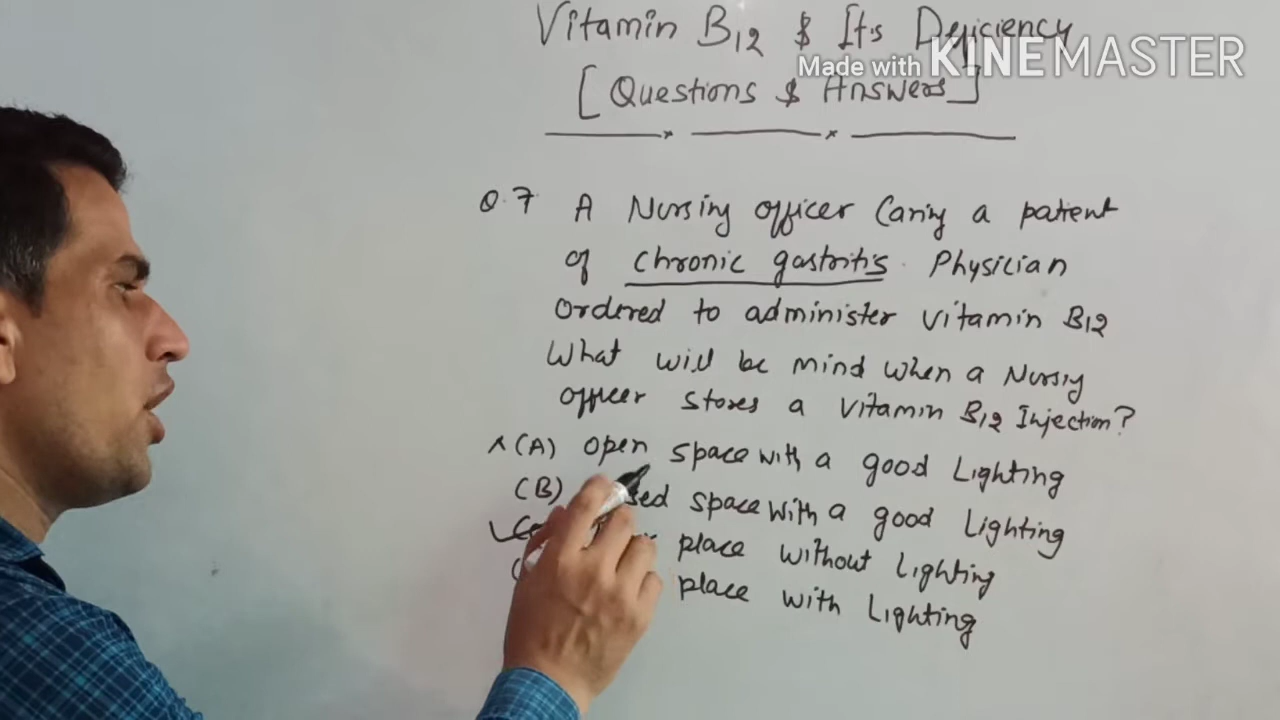 Vitamin B12 & It's Deficiency
Made with KINEMASTER
[Questions & Answers]
Q.7 A Nursing officer Caring a patient
of chronic gastritis. Physician
ordered to administer vitamin B12
What will be mind when a Nursing
officer stores a vitamin B12 Injection?
x (A) open space with a good Lighting
(B) space with a good Lighting
place without Lighting
place with Lighting